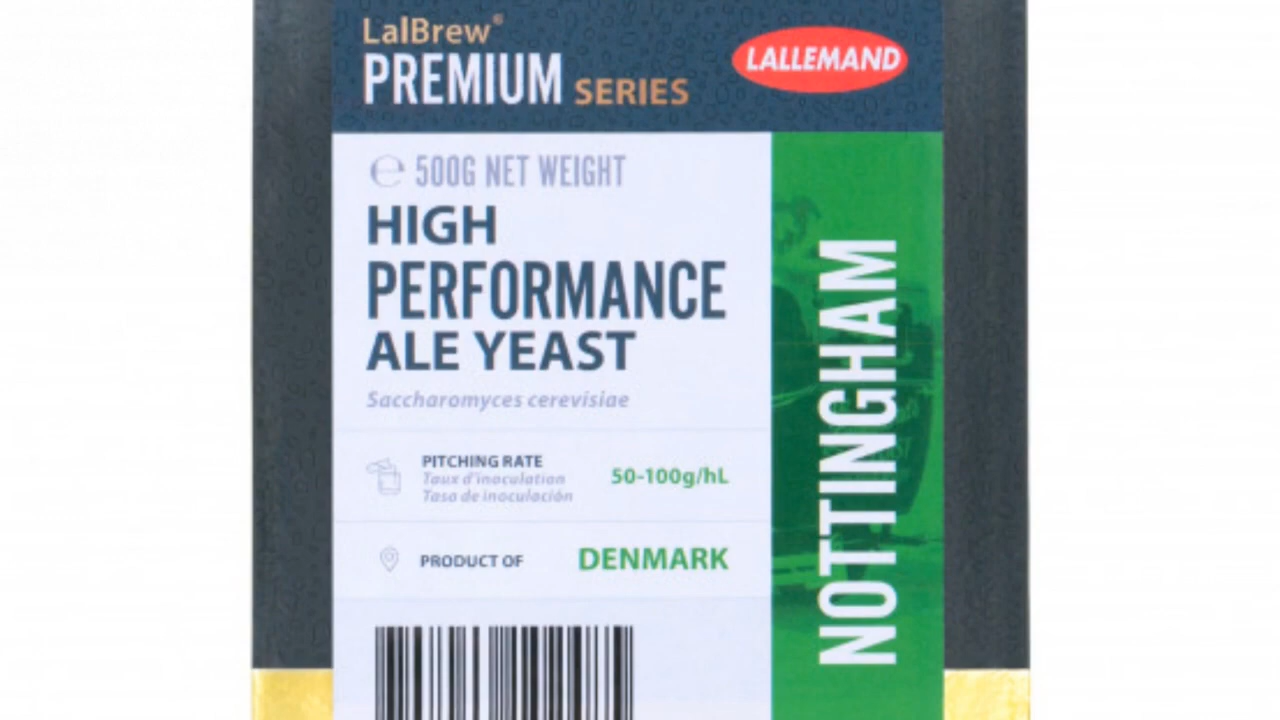 LalBrew®
PREMIUM SERIES
LALLEMAND
℮ 500G NET WEIGHT
HIGH
PERFORMANCE
ALE YEAST
Saccharomyces cerevisiae
PITCHING RATE
Taux d'inoculation
Tasa de inoculación
50-100g/hL
PRODUCT OF DENMARK
NOTTINGHAM